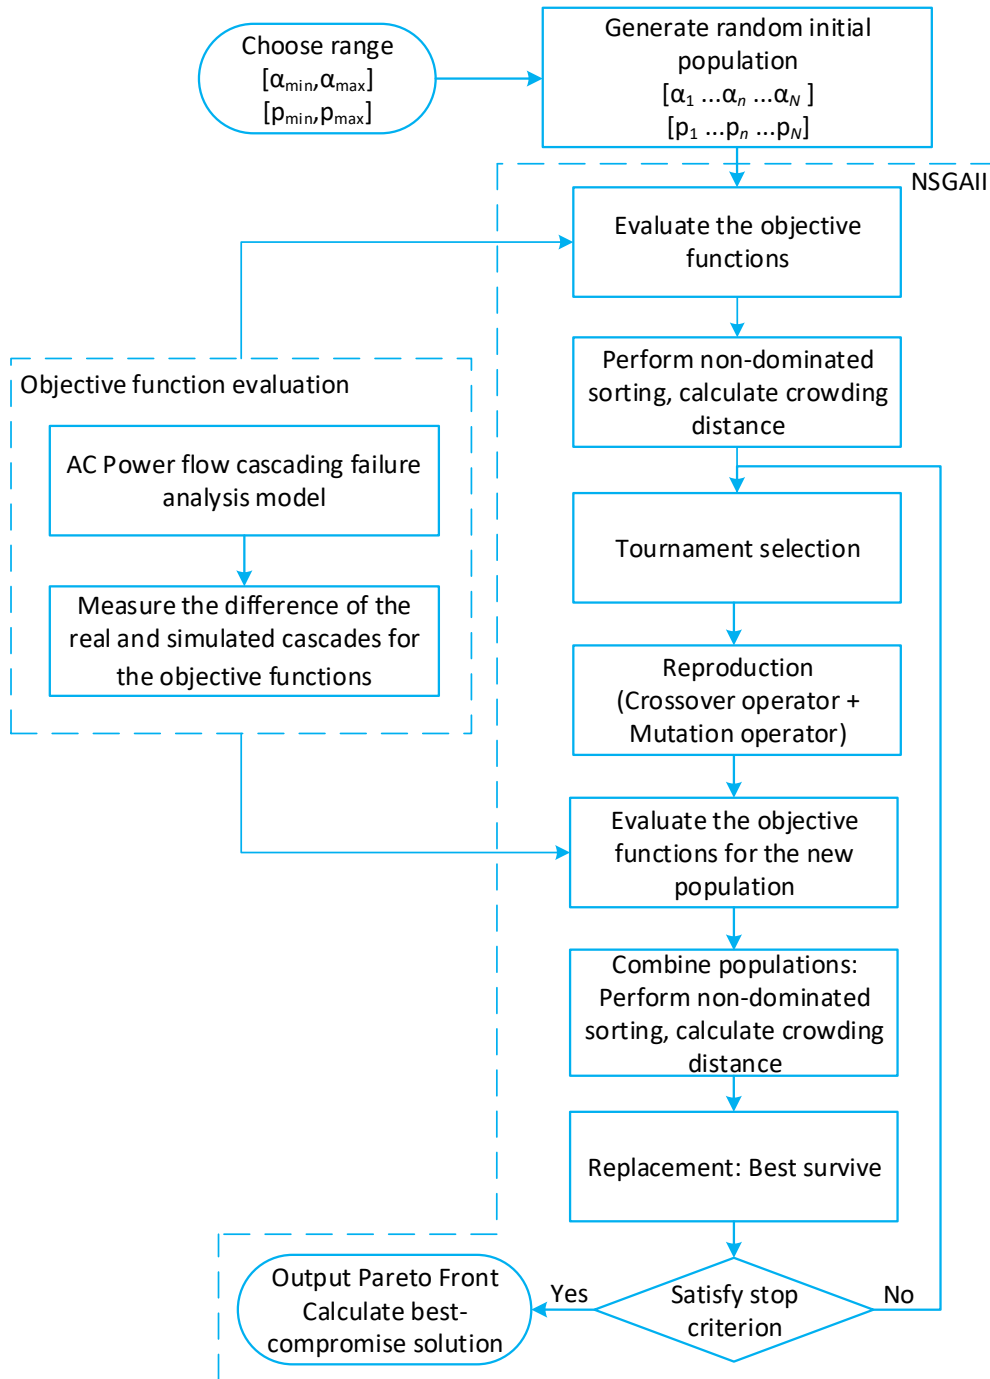 Choose range
[αmin,αmax]
[pmin,pmax]
Generate random initial
population
[α1 ...αn ...αN ]
[p1 ...pn ...pN]
NSGAII
Evaluate the objective
functions
Perform non-dominated
sorting, calculate crowding
distance
Objective function evaluation
AC Power flow cascading failure
analysis model
Measure the difference of the
real and simulated cascades for
the objective functions
Tournament selection
Reproduction
(Crossover operator +
Mutation operator)
Evaluate the objective
functions for the new
population
Combine populations:
Perform non-dominated
sorting, calculate crowding
distance
Replacement: Best survive
Satisfy stop
criterion
Yes
No
Output Pareto Front
Calculate best-
compromise solution